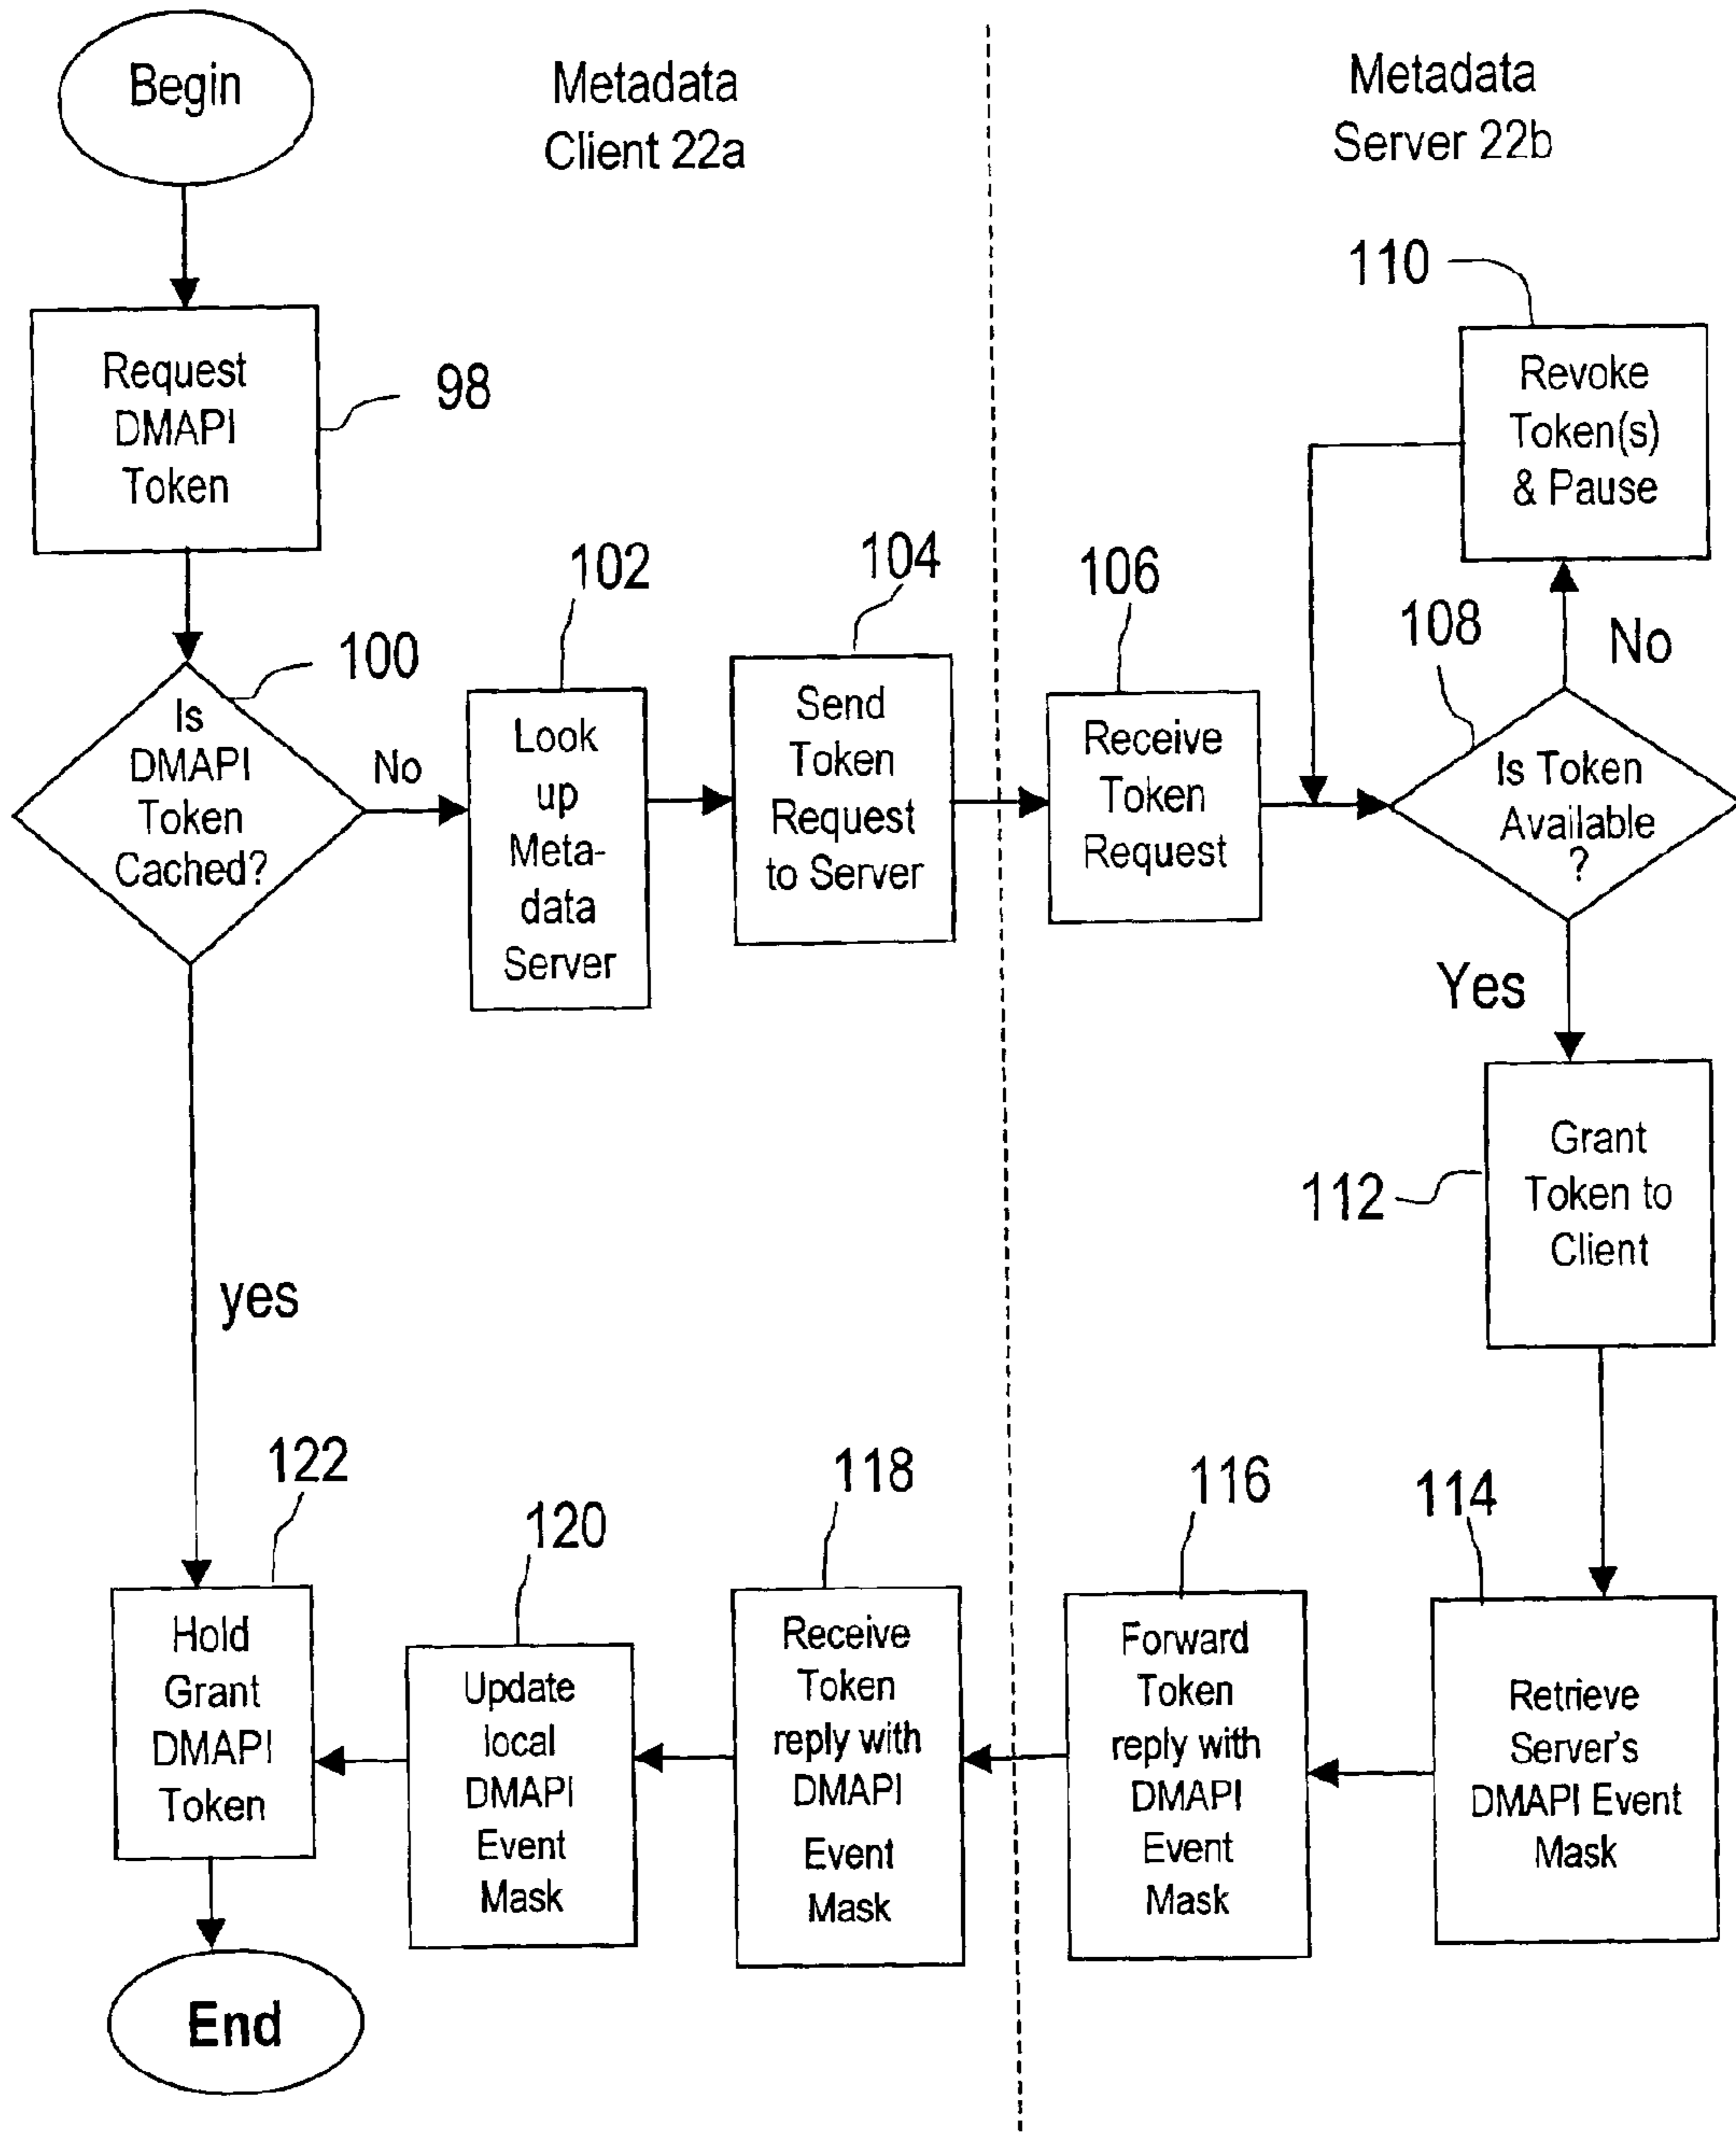 Begin
Metadata
Client 22a
Metadata
Server 22b
Request
DMAPI
Token
98
110
Revoke
Token(s)
& Pause
100
Is
DMAPI
Token
Cached?
No
102
Look
up
Meta-
data
Server
104
Send
Token
Request
to Server
106
Receive
Token
Request
108
No
Is Token
Available
?
Yes
112
Grant
Token to
Client
yes
122
Hold
Grant
DMAPI
Token
120
Update
local
DMAPI
Event
Mask
118
Receive
Token
reply with
DMAPI
Event
Mask
116
Forward
Token
reply with
DMAPI
Event
Mask
114
Retrieve
Server's
DMAPI Event
Mask
End